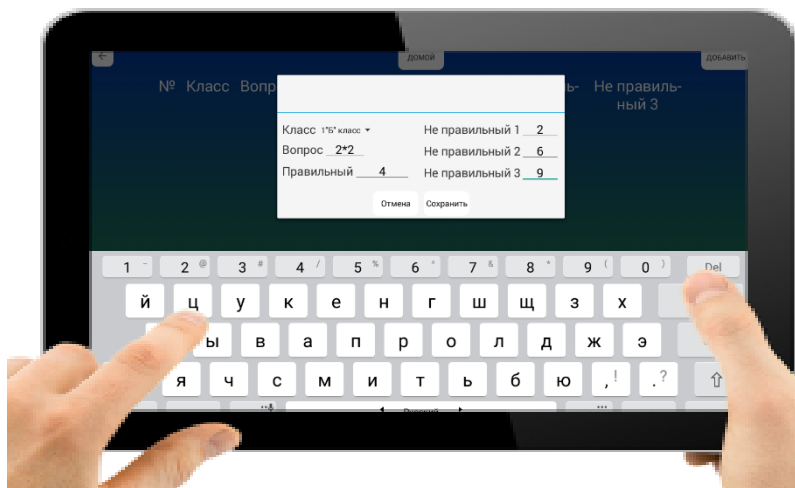 ←
ДОМОЙ
ДОБАВИТЬ
№ Класс Вопр ь- Не правиль-
ный 3
Класс 1"Б" класс Не правильный 1 2
Вопрос 2*2 Не правильный 2 6
Правильный 4 Не правильный 3 9
Отмена Сохранить
1 - 2 @ 3 # 4 / 5 % 6 ^ 7 & 8 * 9 ( 0 ) Del
й ц у к е н г ш щ з х
ы в а п р о л д ж э
я ч с м и т ь б ю , ! . ?
Русский